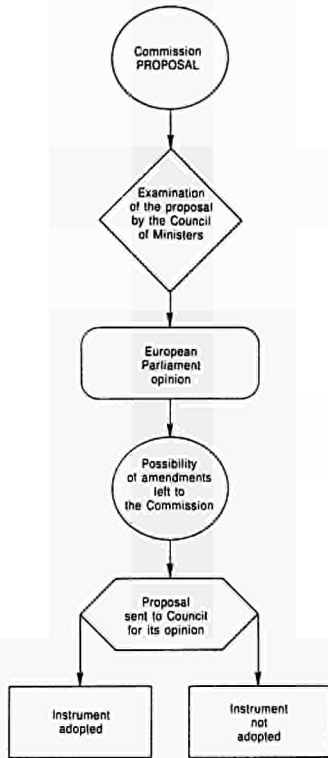 Commission
PROPOSAL
Examination
of the proposal
by the Council
of Ministers
European
Parliament
opinion
Possibility
of amendments
left to
the Commission
Proposal
sent to Council
for its opinion
Instrument
adopted
Instrument
not
adopted